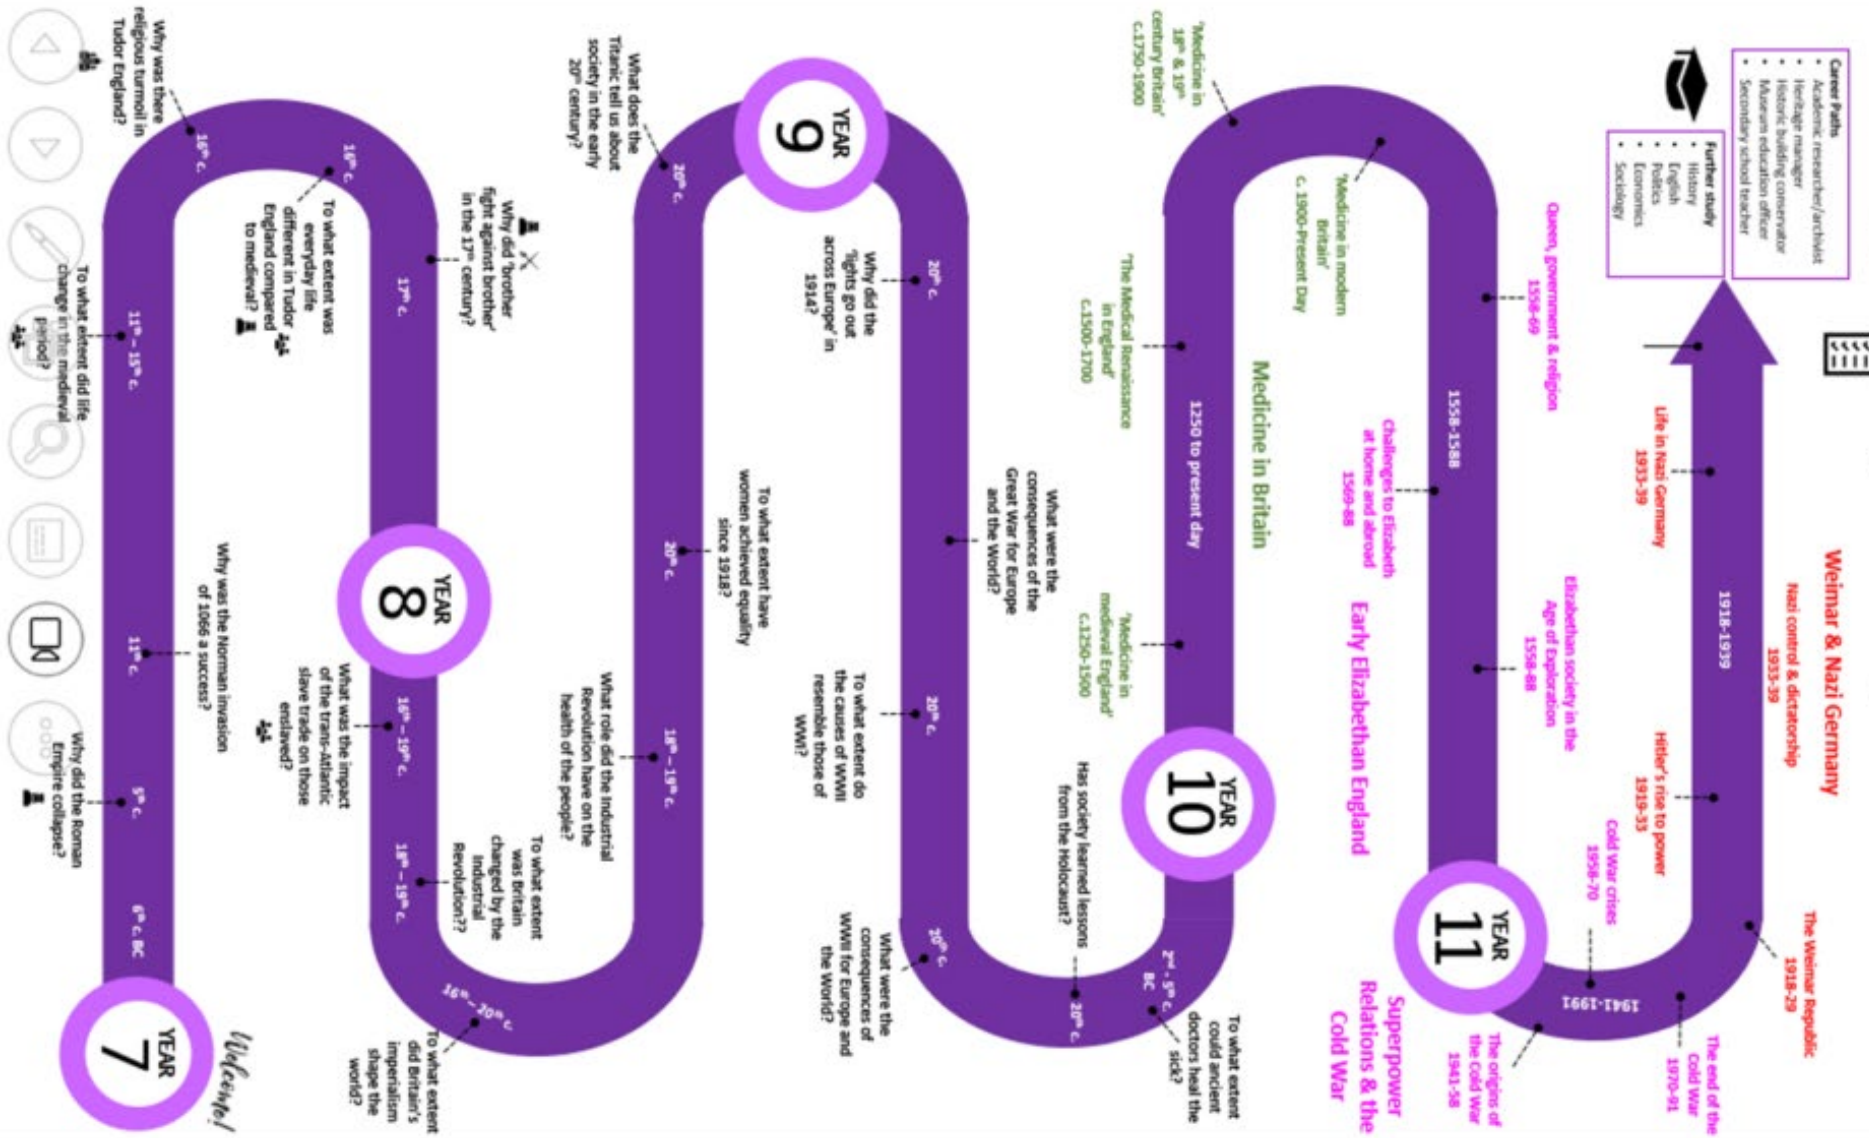 Career Paths
• Academic researcher/archivist
• Heritage manager
• Historic building conservator
• Museum education officer
• Secondary school teacher
Further study
• History
• English
• Politics
• Economics
• Sociology
Weimar & Nazi Germany
Nazi control & dictatorship
1933-39
Life in Nazi Germany
1933-39
1918-1939
Hitler's rise to power
1919-33
The Weimar Republic
1918-29
Queen, government & religion
1558-69
1558-1588
Challenges to Elizabeth
at home and abroad
1569-88
Elizabethan society in the
Age of Exploration
1558-88
Early Elizabethan England
YEAR
11
Cold War crises
1958-70
1941-1991
The end of the
Cold War
1970-91
The origins of
the Cold War
1941-58
Superpower
Relations & the
Cold War
'Medicine in
18th & 19th
century Britain'
c.1750-1900
'Medicine in modern
Britain'
c. 1900-Present Day
'The Medical Renaissance
in England'
c.1500-1700
1250 to present day
Medicine in Britain
'Medicine in
medieval England'
c.1250-1500
YEAR
10
2nd - 5th c.
BC
To what extent
could ancient
doctors heal the
sick?
Has society learned lessons
from the Holocaust?
20th c.
20th c.
What were the
consequences of
WWII for Europe and
the World?
20th c.
To what extent do
the causes of WWII
resemble those of
WWI?
What were the
consequences of the
Great War for Europe
and the World?
20th c.
Why did the
'lights go out
across Europe' in
1914?
YEAR
9
What does the
Titanic tell us about
society in the early
20th century?
20th c.
To what extent have
women achieved equality
since 1918?
20th c.
18th – 19th c.
What role did the Industrial
Revolution have on the
health of the people?
16th – 20th c.
To what extent
did Britain's
imperialism
shape the
world?
To what extent
was Britain
changed by the
Industrial
Revolution??
18th – 19th c.
16th – 19th c.
What was the impact
of the trans-Atlantic
slave trade on those
enslaved?
YEAR
8
Why did 'brother
fight against brother'
in the 17th century?
17th c.
16th c.
To what extent was
everyday life
different in Tudor
England compared
to medieval?
Why was there
religious turmoil in
Tudor England?
16th c.
To what extent did life
change in the medieval
period?
11th – 15th c.
Why was the Norman invasion
of 1066 a success?
11th c.
Why did the Roman
Empire collapse?
5th c.
6th c. BC
YEAR
7
Welcome!